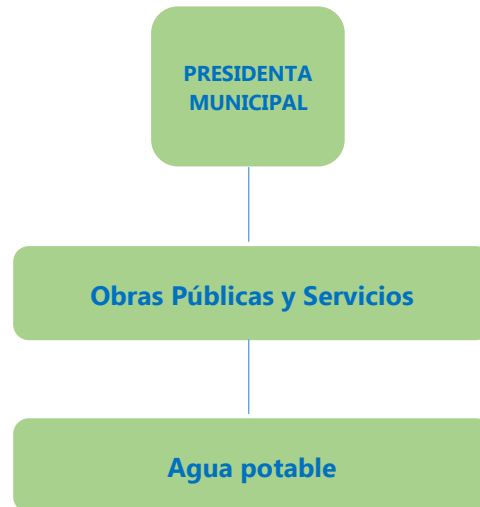 PRESIDENTA
MUNICIPAL
Obras Públicas y Servicios
Agua potable